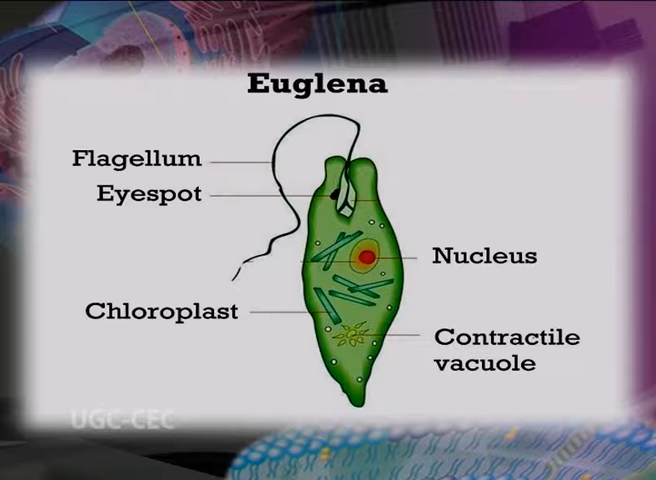 Euglena
Flagellum
Eyespot
Nucleus
Chloroplast
Contractile
vacuole
UGC-CEC